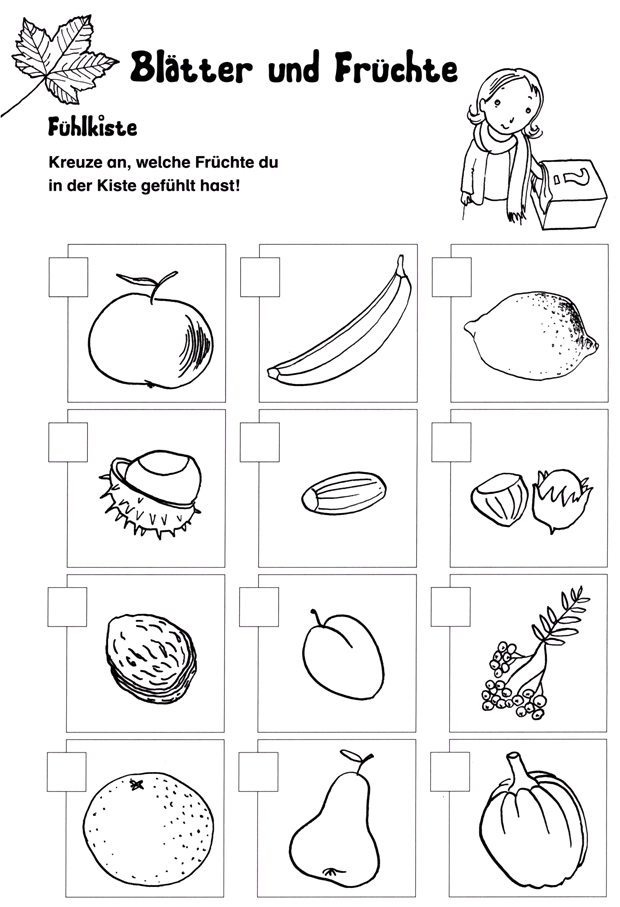 Blätter und Früchte
Fühlkiste
Kreuze an, welche Früchte du
in der Kiste gefühlt hast!
?